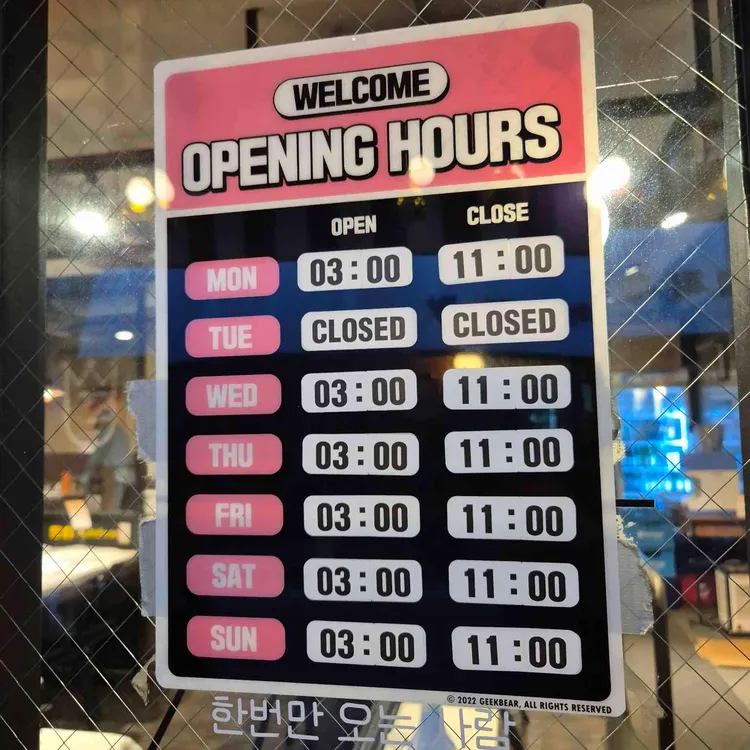 WELCOME
OPENING HOURS
OPEN CLOSE
MON 03:00 11:00
TUE CLOSED CLOSED
WED 03:00 11:00
THU 03:00 11:00
FRI 03:00 11:00
SAT 03:00 11:00
SUN 03:00 11:00
© 2022 GEEKBEAR, ALL RIGHTS RESERVED
한번만 오는 사람